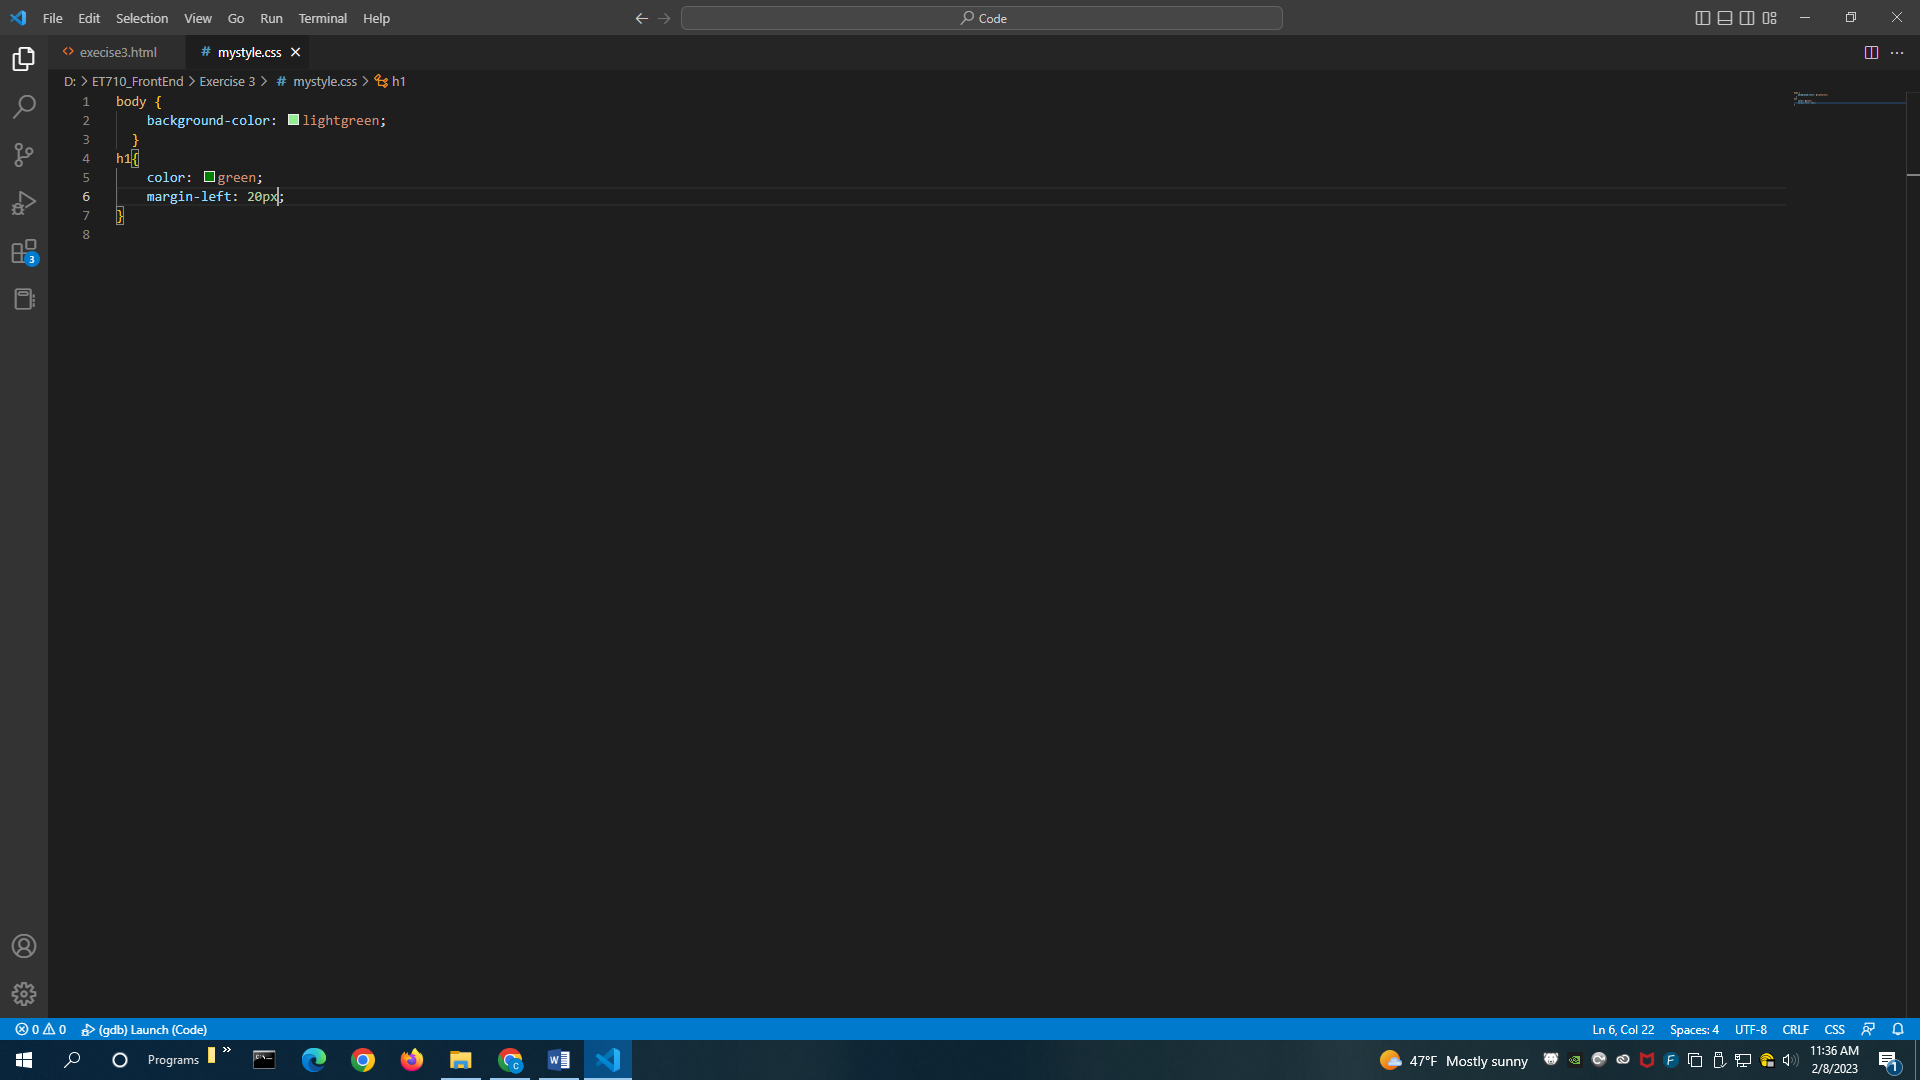 File Edit Selection View Go Run Terminal Help
Code
execise3.html
# mystyle.css
D: > ET710_FrontEnd > Exercise 3 > # mystyle.css > h1
1 body {
2 background-color: lightgreen;
3 }
4 h1{
5 color: green;
6 margin-left: 20px;
7 }
8
3
0 0 (gdb) Launch (Code)
Ln 6, Col 22 Spaces: 4 UTF-8 CRLF CSS
Programs »
47°F Mostly sunny
11:36 AM
2/8/2023
1